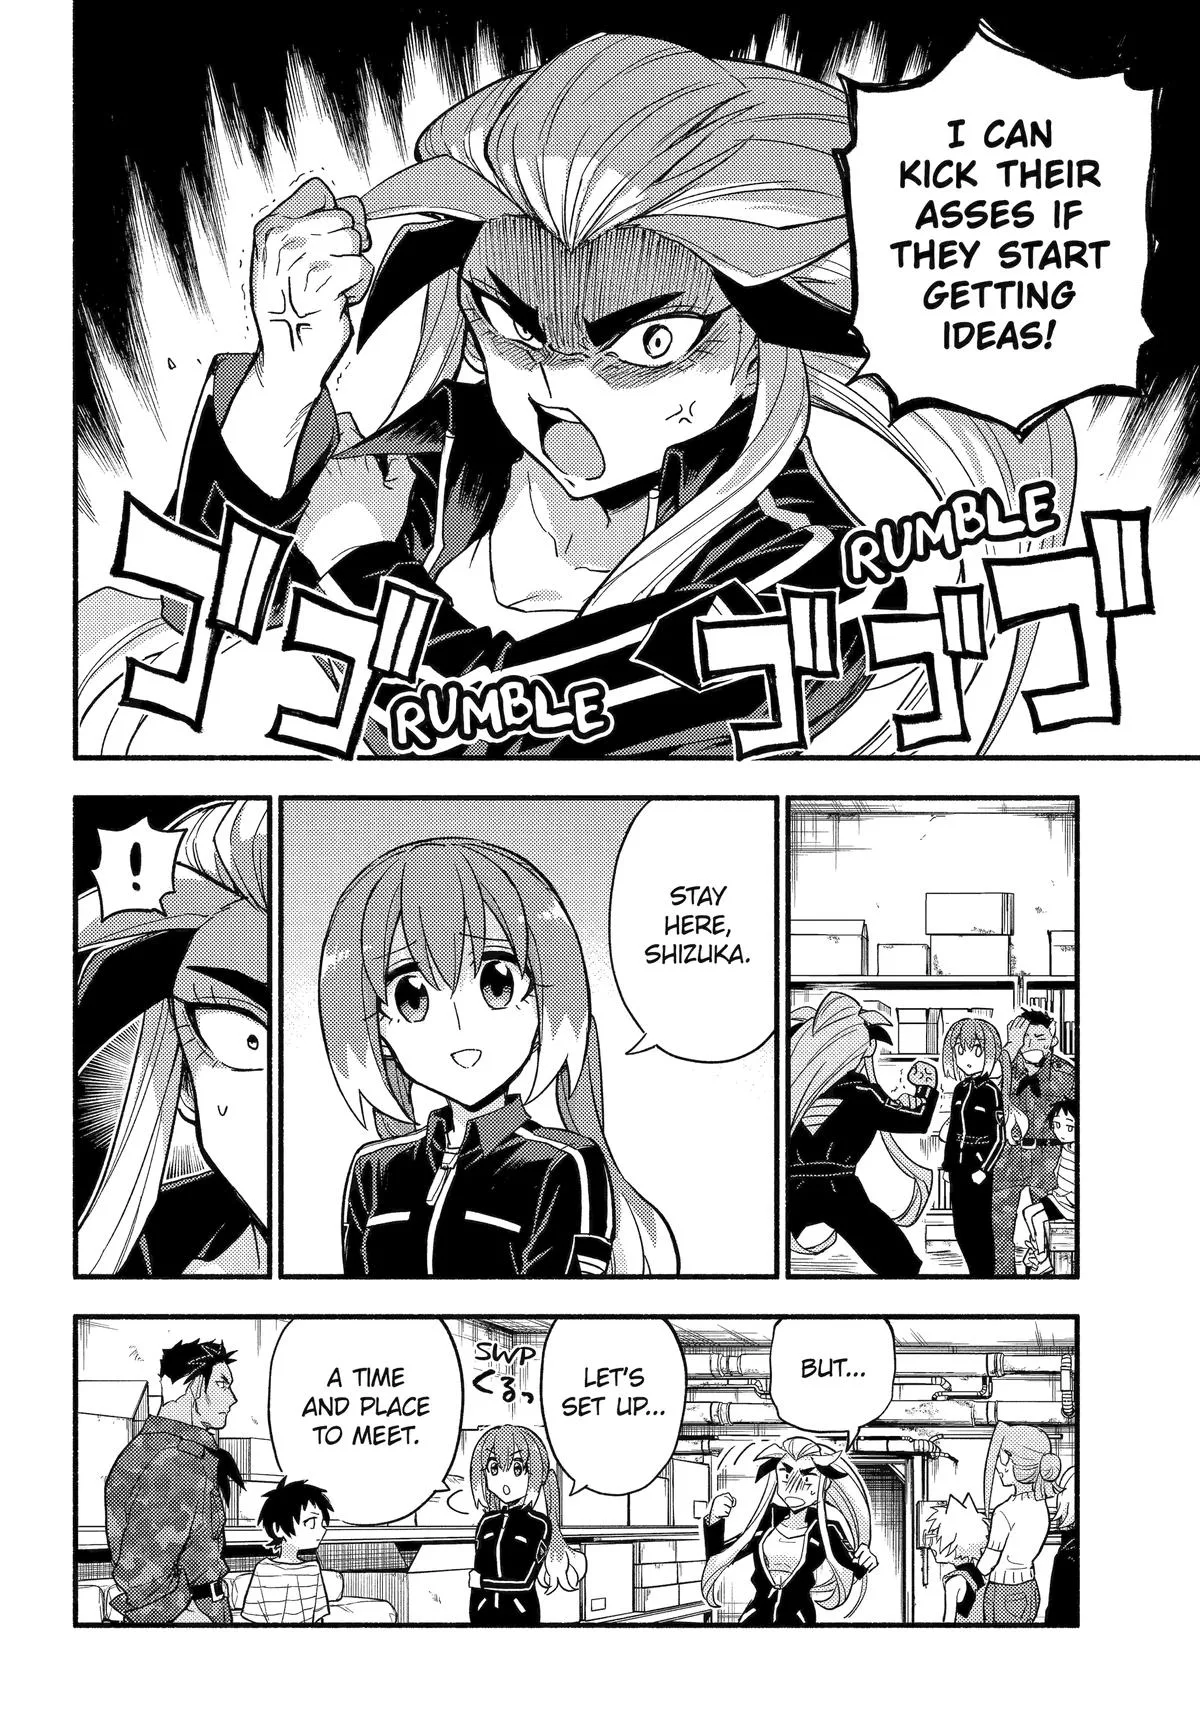 I CAN
KICK THEIR
ASSES IF
THEY START
GETTING
IDEAS!
RUMBLE
ゴゴゴ
RUMBLE
ゴゴゴ
STAY
HERE,
SHIZUKA.
!
BUT...
LET'S
SET UP...
SWP
くるっ
A TIME
AND PLACE
TO MEET.